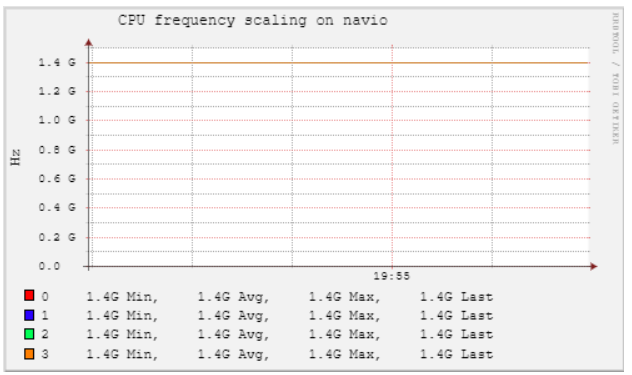 CPU frequency scaling on navio
RRDTOOL / TOBI OETIKER
Hz
1.4 G
1.2 G
1.0 G
0.8 G
0.6 G
0.4 G
0.2 G
0.0
19:55
0 1.4G Min, 1.4G Avg, 1.4G Max, 1.4G Last
1 1.4G Min, 1.4G Avg, 1.4G Max, 1.4G Last
2 1.4G Min, 1.4G Avg, 1.4G Max, 1.4G Last
3 1.4G Min, 1.4G Avg, 1.4G Max, 1.4G Last